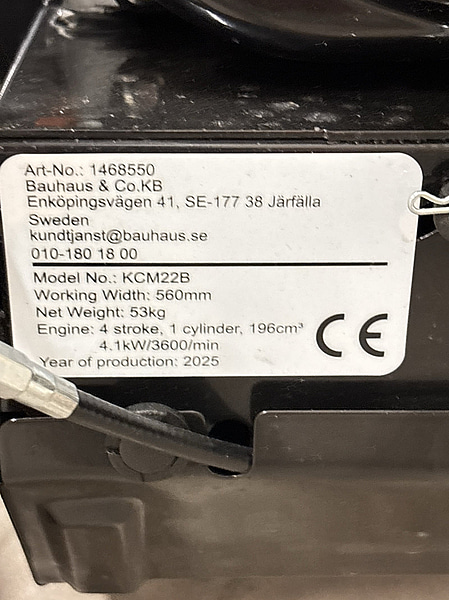 Art-No.: 1468550
Bauhaus & Co.KB
Enköpingsvägen 41, SE-177 38 Järfälla
Sweden
kundtjanst@bauhaus.se
010-180 18 00
Model No.: KCM22B
Working Width: 560mm
Net Weight: 53kg
Engine: 4 stroke, 1 cylinder, 196cm³
4.1kW/3600/min
Year of production: 2025
CE